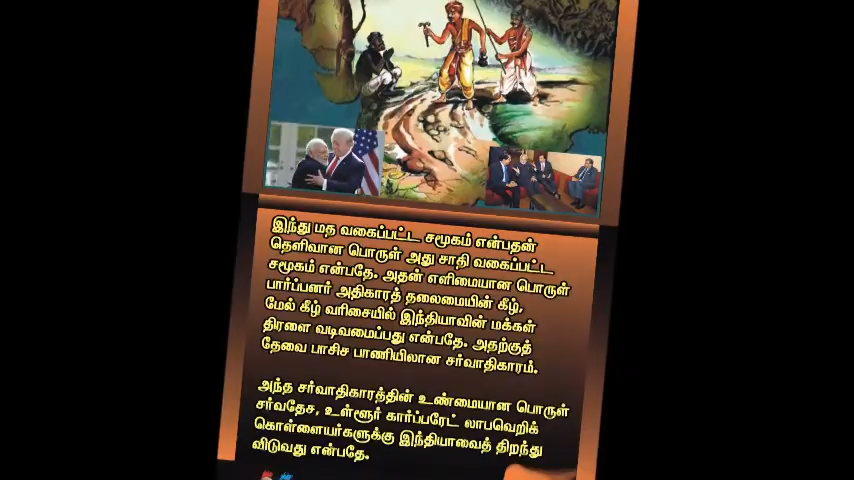 இந்து மத வகைப்பட்ட சமூகம் என்பதன்
தெளிவான பொருள் அது சாதி வகைப்பட்ட
சமூகம் என்பதே. அதன் எளிமையான பொருள்
பார்ப்பனர் அதிகாரத் தலைமையின் கீழ்,
மேல் கீழ் வரிசையில் இந்தியாவின் மக்கள்
திரளை வடிவமைப்பது என்பதே. அதற்குத்
தேவை பாசிச பாணியிலான சர்வாதிகாரம்.
அந்த சர்வாதிகாரத்தின் உண்மையான பொருள்
சர்வதேச, உள்ளூர் கார்ப்பரேட் லாபவெறிக்
கொள்ளையர்களுக்கு இந்தியாவைத் திறந்து
விடுவது என்பதே.